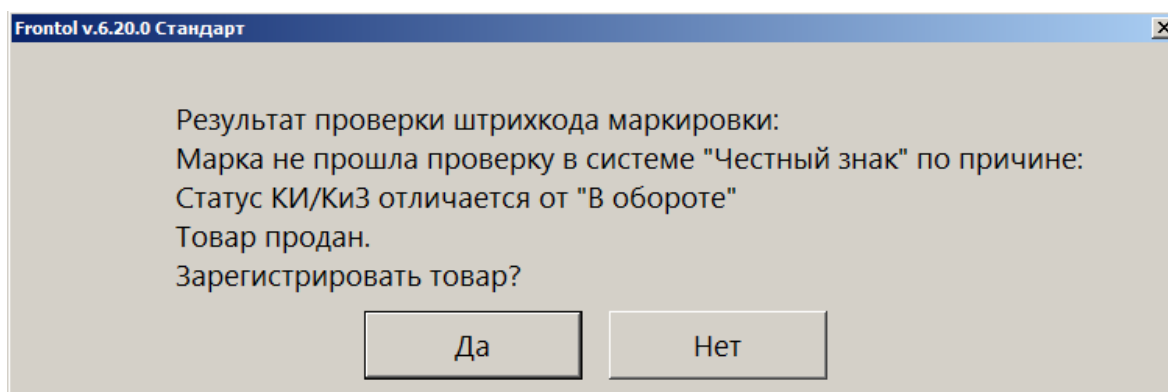 Frontol v.6.20.0 Стандарт
Результат проверки штрихкода маркировки:
Марка не прошла проверку в системе "Честный знак" по причине:
Статус КИ/КиЗ отличается от "В обороте"
Товар продан.
Зарегистрировать товар?
Да
Нет